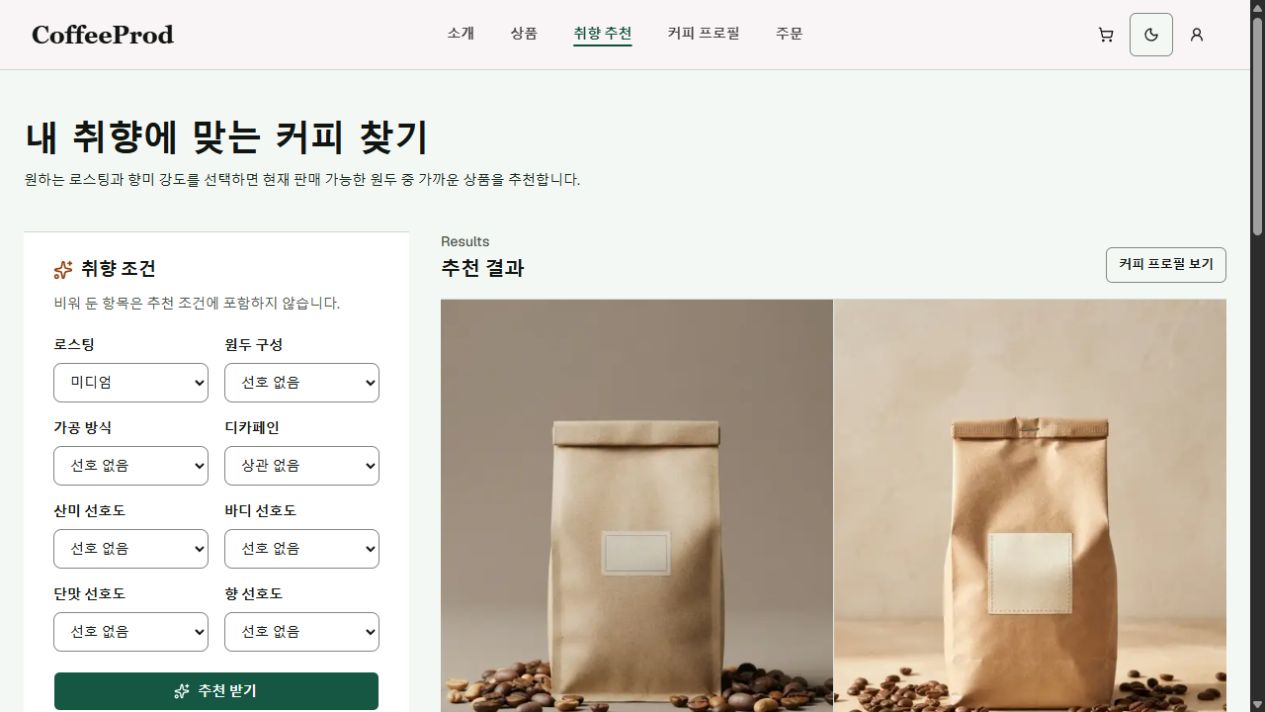 CoffeeProd
소개
상품
취향 추천
커피 프로필
주문
내 취향에 맞는 커피 찾기
원하는 로스팅과 향미 강도를 선택하면 현재 판매 가능한 원두 중 가까운 상품을 추천합니다.
취향 조건
비워 둔 항목은 추천 조건에 포함하지 않습니다.
로스팅
원두 구성
미디엄
선호 없음
가공 방식
디카페인
선호 없음
상관 없음
산미 선호도
바디 선호도
선호 없음
선호 없음
단맛 선호도
향 선호도
선호 없음
선호 없음
추천 받기
Results
추천 결과
커피 프로필 보기